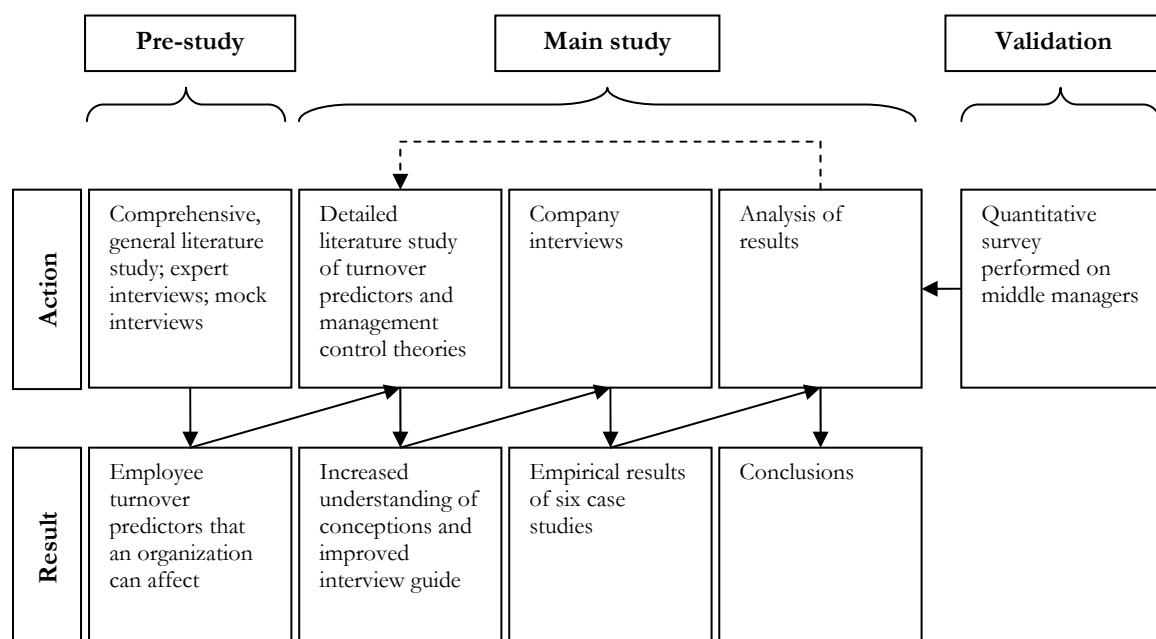 Pre-study
Main study
Validation
Action
Comprehensive,
general literature
study; expert
interviews; mock
interviews
Detailed
literature study
of turnover
predictors and
management
control theories
Company
interviews
Analysis of
results
Quantitative
survey
performed on
middle managers
Result
Employee
turnover
predictors that
an organization
can affect
Increased
understanding of
conceptions and
improved
interview guide
Empirical results
of six case
studies
Conclusions